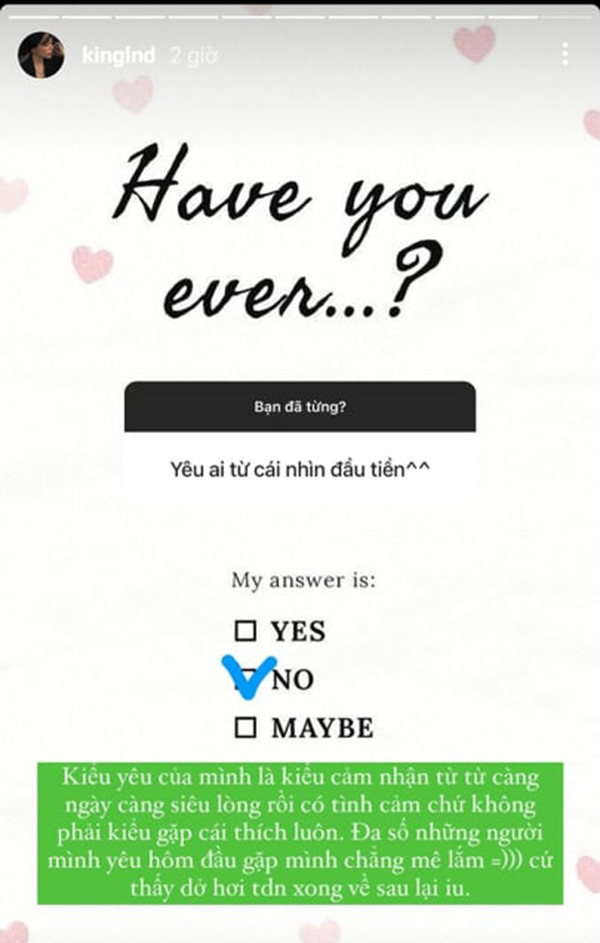 kinglnd 2 giờ
Have you
ever...?
Bạn đã từng?
Yêu ai từ cái nhìn đầu tiền^^
My answer is:
YES
NO
MAYBE
Kiểu yêu của mình là kiểu cảm nhận từ từ càng
ngày càng siêu lòng rồi có tình cảm chứ không
phải kiểu gặp cái thích luôn. Đa số những người
mình yêu hôm đầu gặp mình chẳng mê lắm =))) cứ
thấy dở hơi tdn xong về sau lại iu.